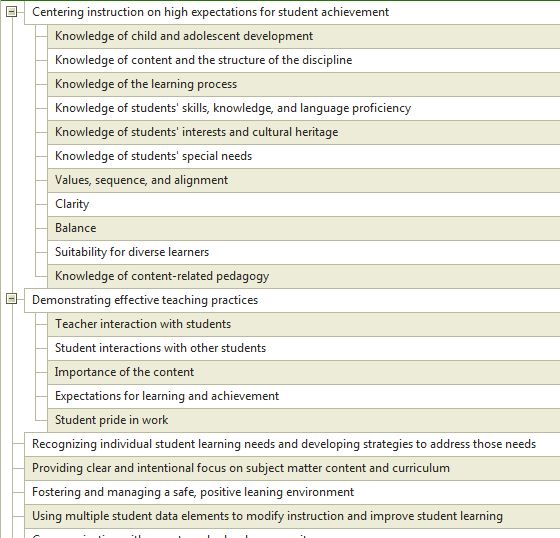 Centering instruction on high expectations for student achievement
Knowledge of child and adolescent development
Knowledge of content and the structure of the discipline
Knowledge of the learning process
Knowledge of students' skills, knowledge, and language proficiency
Knowledge of students' interests and cultural heritage
Knowledge of students' special needs
Values, sequence, and alignment
Clarity
Balance
Suitability for diverse learners
Knowledge of content-related pedagogy
Demonstrating effective teaching practices
Teacher interaction with students
Student interactions with other students
Importance of the content
Expectations for learning and achievement
Student pride in work
Recognizing individual student learning needs and developing strategies to address those needs
Providing clear and intentional focus on subject matter content and curriculum
Fostering and managing a safe, positive leaning environment
Using multiple student data elements to modify instruction and improve student learning